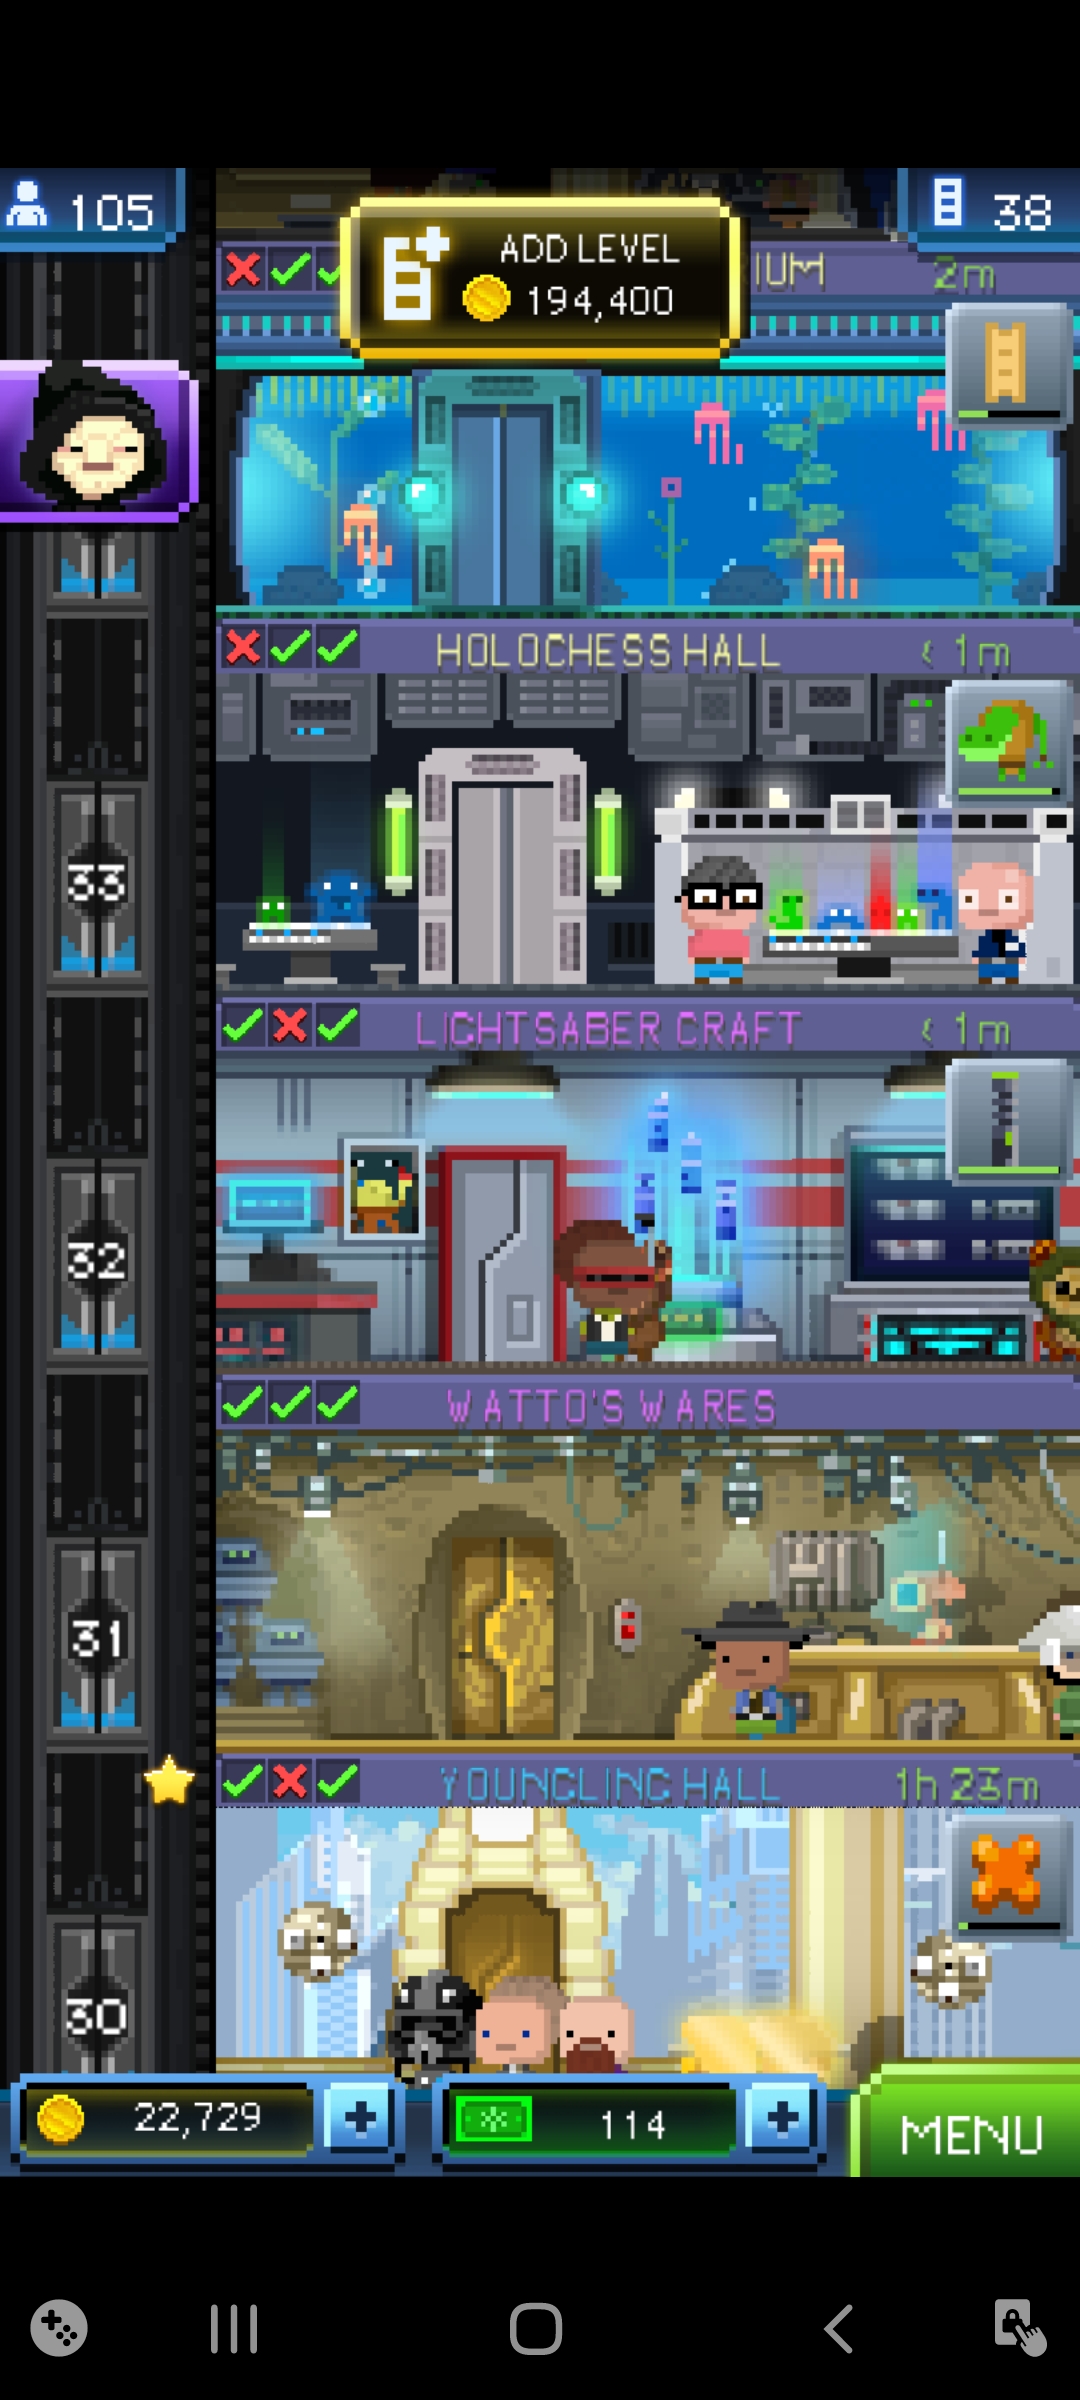 105
38
ADD LEVEL
194,400
IUM
2m
HOLOCHESS HALL
< 1m
33
LIGHTSABER CRAFT
< 1m
32
WATTO'S WARES
31
YOUNGLING HALL
1h 23m
30
22,729
114
MENU